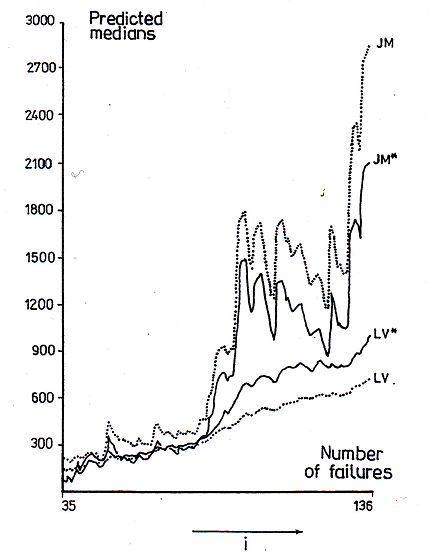 Predicted
medians
3000
2700
2400
2100
1800
1500
1200
900
600
300
JM
JM*
LV*
LV
Number
of failures
35
136
i